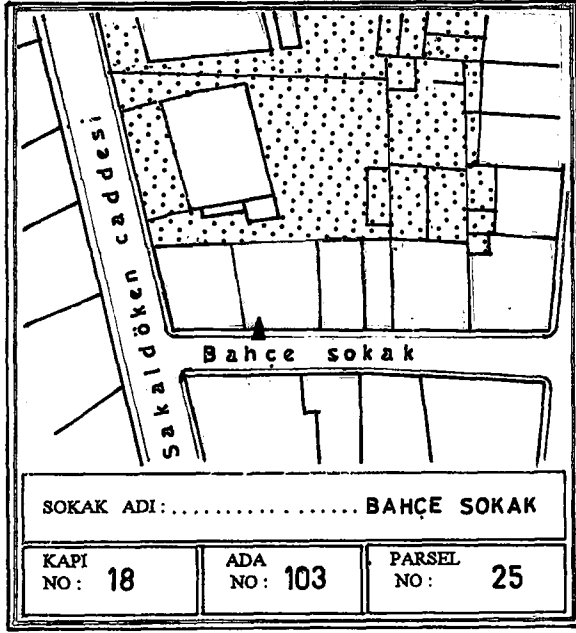 Sakaldöken caddesi
Bahçe sokak
SOKAK ADI:.................. BAHÇE SOKAK
KAPI NO: 18
ADA NO: 103
PARSEL NO: 25